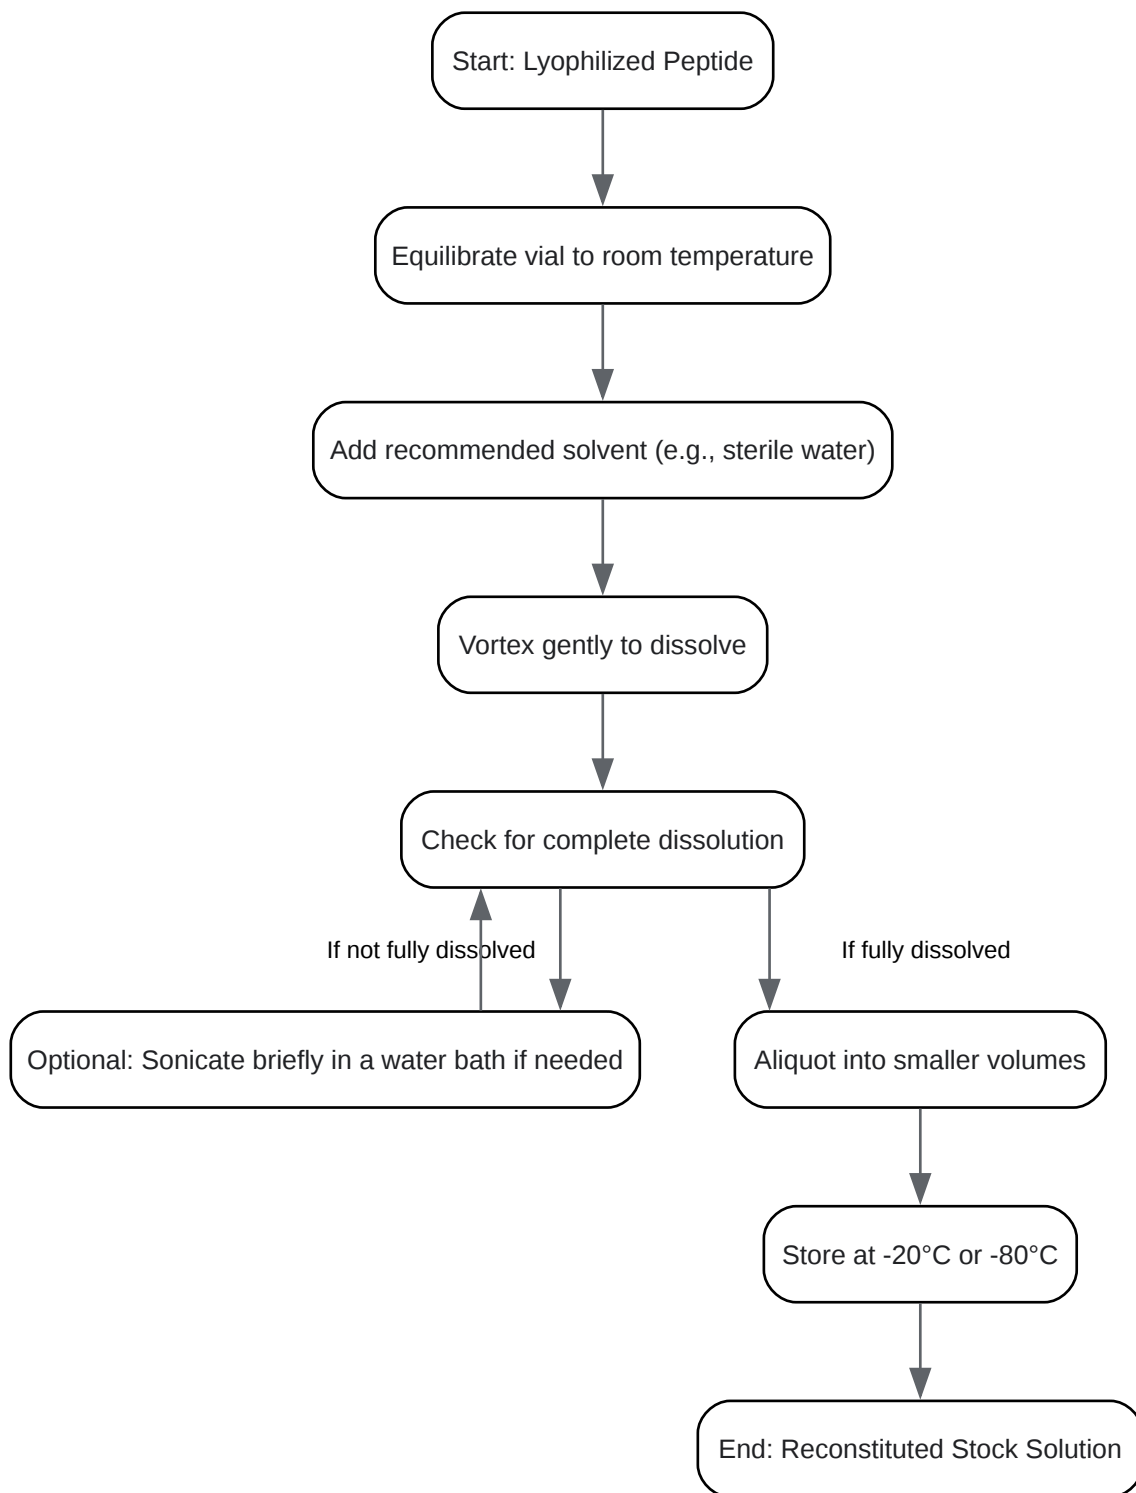 Start: Lyophilized Peptide
Equilibrate vial to room temperature
Add recommended solvent (e.g., sterile water)
Vortex gently to dissolve
Check for complete dissolution
If not fully dissolved
If fully dissolved
Optional: Sonicate briefly in a water bath if needed
Aliquot into smaller volumes
Store at -20°C or -80°C
End: Reconstituted Stock Solution